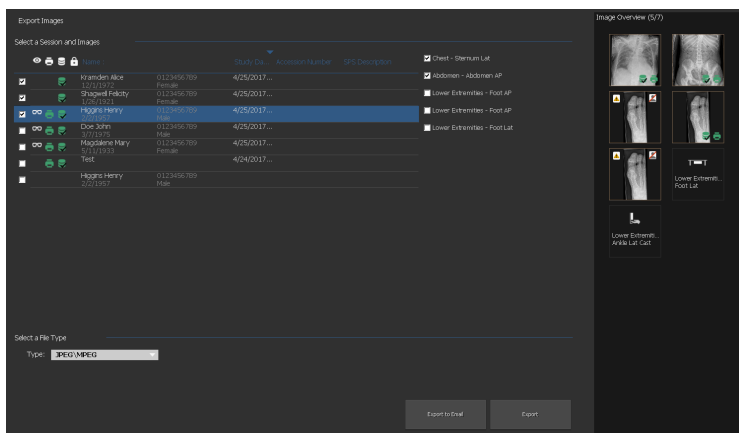 Export Images
Image Overview (5/7)
Select a Session and Images
Name
Study Da...
Accession Number
SPS Description
Kramden Alice
12/1/1972
0123456789
Female
4/25/2017...
Shagwell Felicity
1/26/1921
0123456789
Female
4/25/2017...
Higgins Henry
2/2/1957
0123456789
Male
4/25/2017...
Doe John
3/7/1975
0123456789
Male
4/25/2017...
Magdalene Mary
5/11/1933
0123456789
Female
4/25/2017...
Test
4/24/2017...
Higgins Henry
2/2/1957
0123456789
Male
Chest - Sternum Lat
Abdomen - Abdomen AP
Lower Extremities - Foot AP
Lower Extremities - Foot AP
Lower Extremities - Foot Lat
Lower Extremiti...
Foot Lat
Lower Extremiti...
Ankle Lat Cast
Select a File Type
Type:
JPEG\MPEG
Export to Email
Export